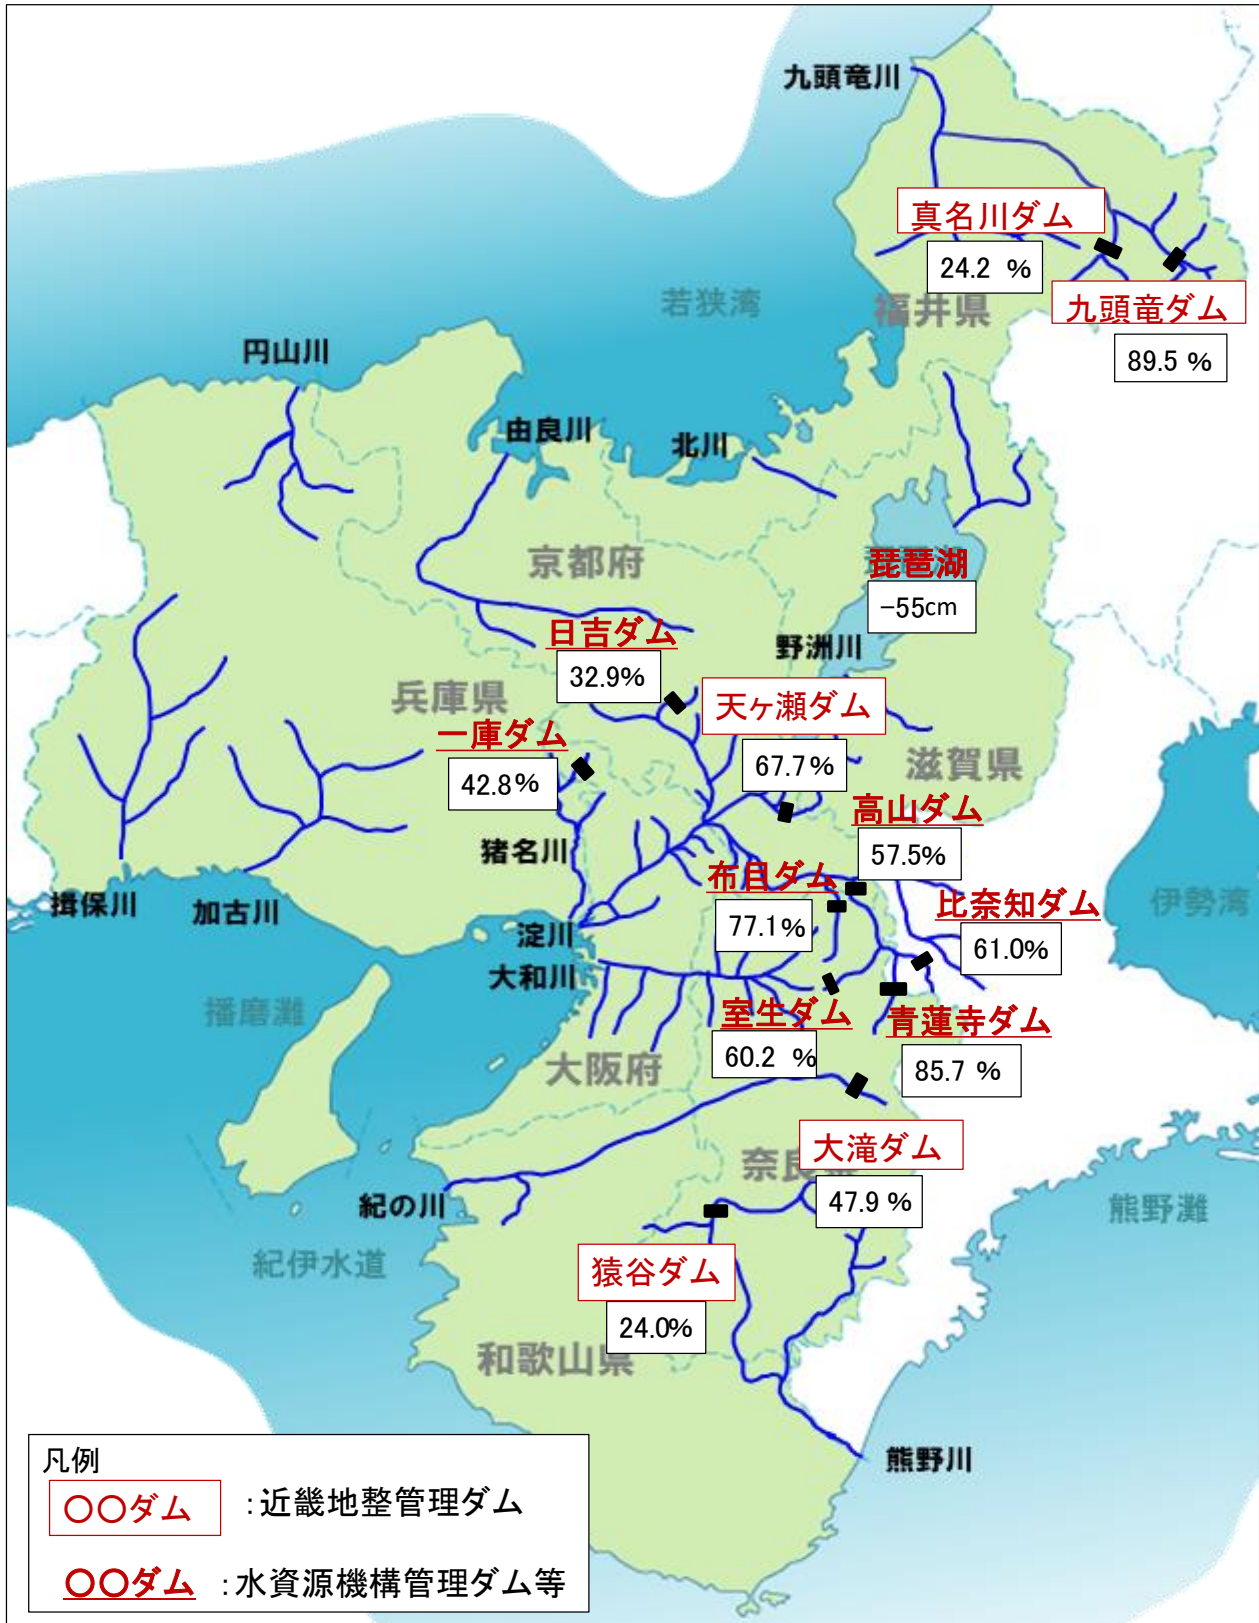 九頭竜川
真名川ダム
24.2 %
若狭湾
福井県
九頭竜ダム
89.5 %
円山川
由良川
北川
京都府
琵琶湖
-55cm
日吉ダム
32.9%
野洲川
兵庫県
天ヶ瀬ダム
一庫ダム
67.7%
滋賀県
42.8%
高山ダム
57.5%
猪名川
布目ダム
揖保川
加古川
比奈知ダム
伊勢湾
77.1%
淀川
61.0%
大和川
播磨灘
室生ダム
青蓮寺ダム
60.2 %
大阪府
85.7 %
大滝ダム
奈良県
47.9 %
紀の川
熊野灘
紀伊水道
猿谷ダム
24.0%
和歌山県
熊野川
凡例
〇〇ダム :近畿地整管理ダム
〇〇ダム :水資源機構管理ダム等